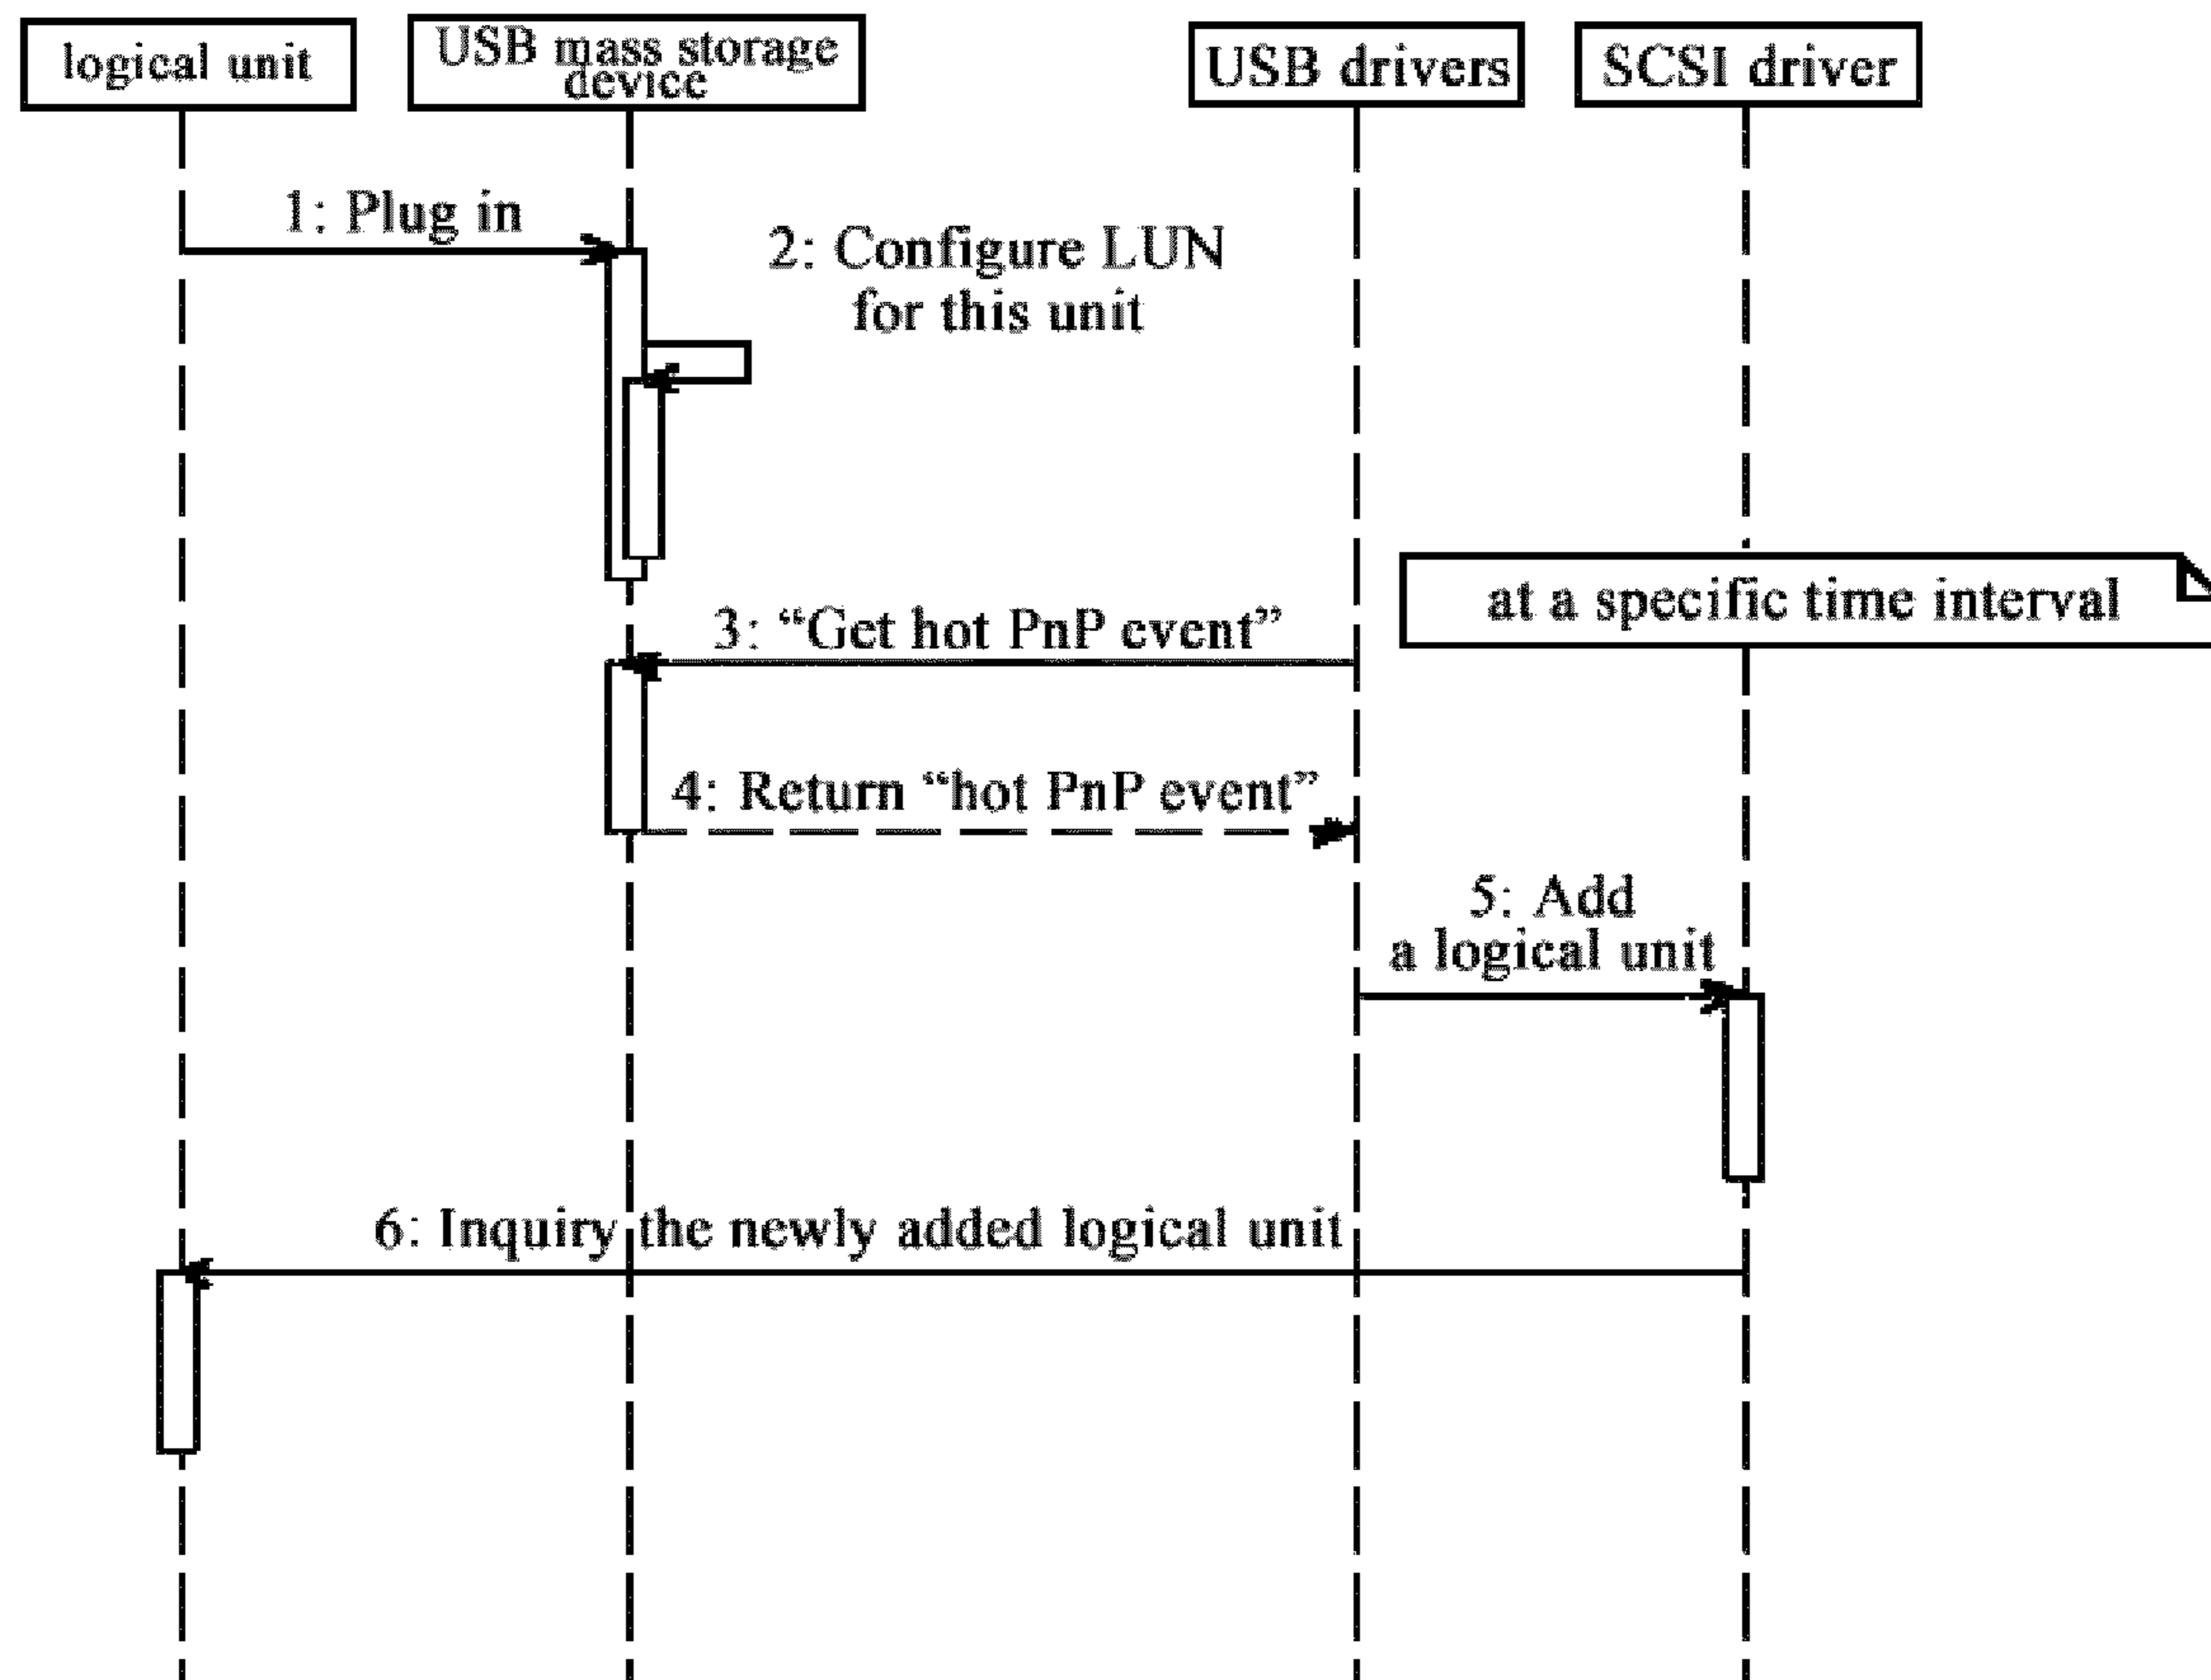 logical unit
USB mass storage
device
USB drivers
SCSI driver
1: Plug in
2: Configure LUN
for this unit
at a specific time interval
3: “Get hot PnP event”
4: Return “hot PnP event”
5: Add
a logical unit
6: Inquiry the newly added logical unit